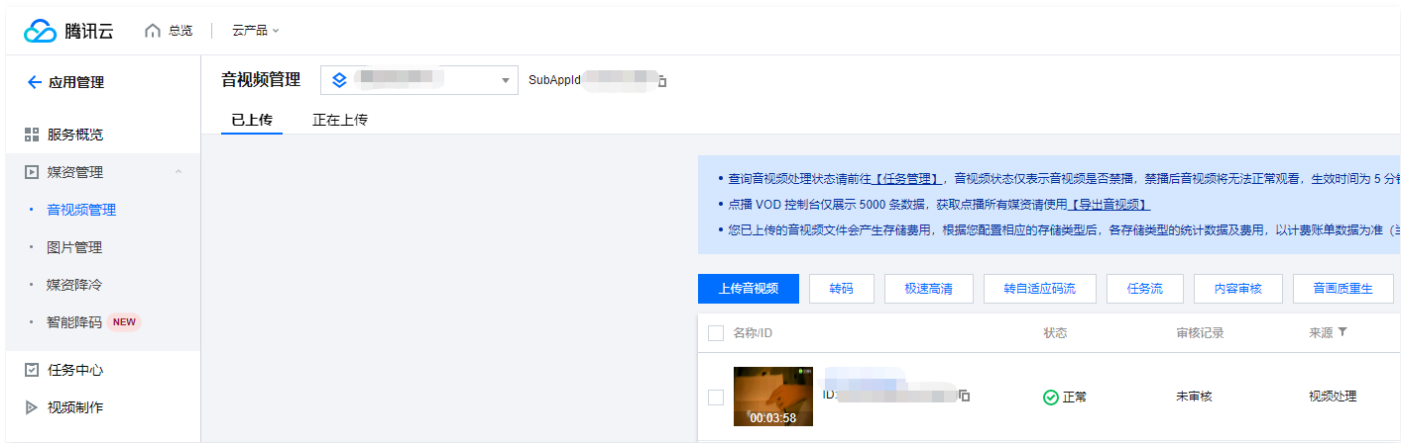 腾讯云 总览 云产品
应用管理
音视频管理 SubAppId
已上传 正在上传
服务概览
媒资管理
音视频管理
图片管理
媒资降冷
智能降码 NEW
任务中心
视频制作
• 查询音视频处理状态请前往【任务管理】，音视频状态仅表示音视频是否禁播，禁播后音视频将无法正常观看，生效时间为 5 分
• 点播 VOD 控制台仅展示 5000 条数据，获取点播所有媒资请使用【导出音视频】
• 您已上传的音视频文件会产生存储费用，根据您配置相应的存储类型后，各存储类型的统计数据及费用，以计费账单数据为准（
上传音视频 转码 极速高清 转自适应码流 任务流 内容审核 音画质重生
名称/ID 状态 审核记录 来源
00:03:58 ID: 正常 未审核 视频处理